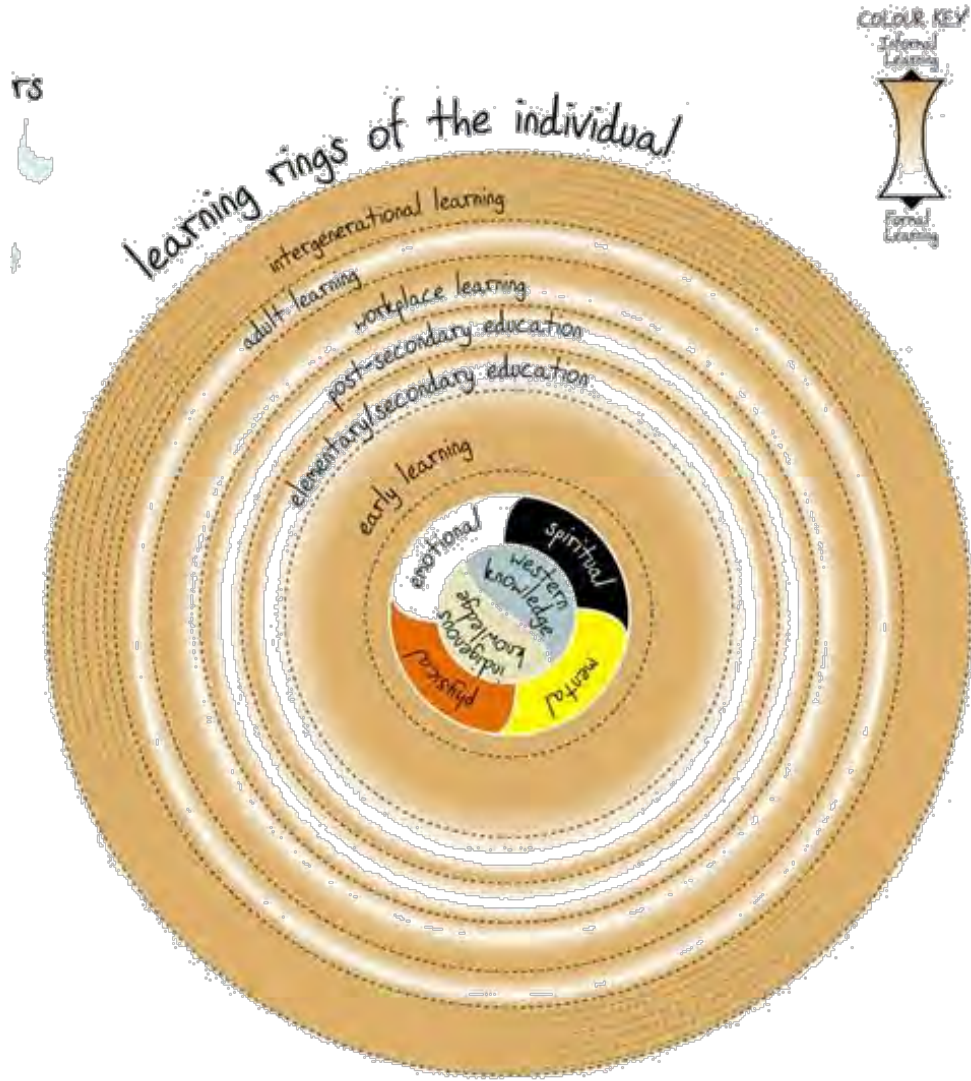 COLOUR KEY
Informal
Learning
Formal
Learning
rs
learning rings of the individual
intergenerational learning
adult learning
workplace learning
post-secondary education
elementary/secondary education
early learning
emotional
spiritual
western
knowledge
indigenous
knowledge
physical
mental